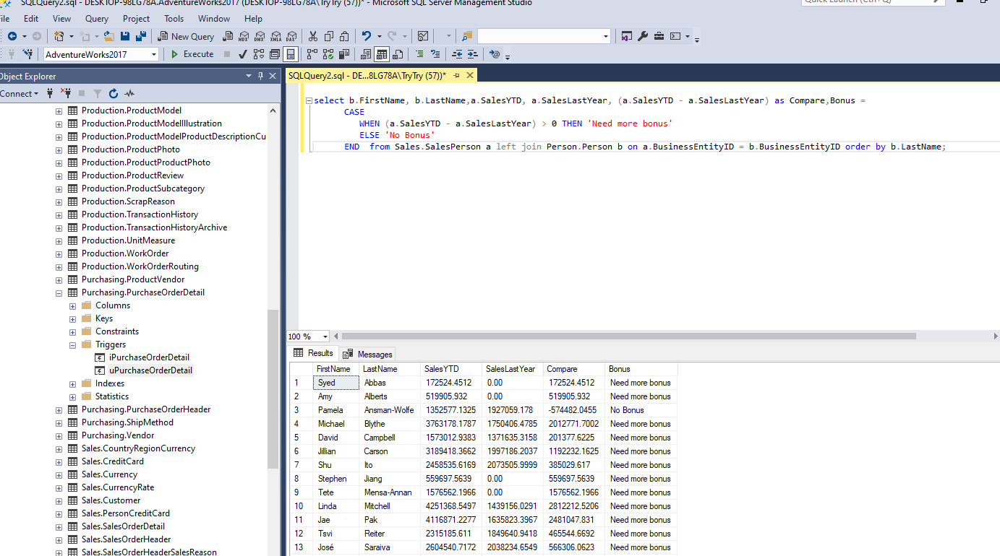 SQLQuery2.sql - DESKTOP-98LG78A.AdventureWorks2017 (DESKTOP-98LG78A\TryTry (57))* - Microsoft SQL Server Management Studio
Quick Launch (Ctrl+Q)
File Edit View Query Project Tools Window Help
New Query MDX DMX XMLA DAX
AdventureWorks2017 Execute
Object Explorer
Connect
Production.ProductModel
Production.ProductModelIllustration
Production.ProductModelProductDescriptionCu
Production.ProductPhoto
Production.ProductProductPhoto
Production.ProductReview
Production.ProductSubcategory
Production.ScrapReason
Production.TransactionHistory
Production.TransactionHistoryArchive
Production.UnitMeasure
Production.WorkOrder
Production.WorkOrderRouting
Purchasing.ProductVendor
Purchasing.PurchaseOrderDetail
Columns
Keys
Constraints
Triggers
iPurchaseOrderDetail
uPurchaseOrderDetail
Indexes
Statistics
Purchasing.PurchaseOrderHeader
Purchasing.ShipMethod
Purchasing.Vendor
Sales.CountryRegionCurrency
Sales.CreditCard
Sales.Currency
Sales.CurrencyRate
Sales.Customer
Sales.PersonCreditCard
Sales.SalesOrderDetail
Sales.SalesOrderHeader
Sales.SalesOrderHeaderSalesReason
SQLQuery2.sql - DE...8LG78A\TryTry (57))*
select b.FirstName, b.LastName,a.SalesYTD, a.SalesLastYear, (a.SalesYTD - a.SalesLastYear) as Compare,Bonus =
CASE
WHEN (a.SalesYTD - a.SalesLastYear) > 0 THEN 'Need more bonus'
ELSE 'No Bonus'
END from Sales.SalesPerson a left join Person.Person b on a.BusinessEntityID = b.BusinessEntityID order by b.LastName;
100 %
Results Messages
FirstName LastName SalesYTD SalesLastYear Compare Bonus
1 Syed Abbas 172524.4512 0.00 172524.4512 Need more bonus
2 Amy Alberts 519905.932 0.00 519905.932 Need more bonus
3 Pamela Ansman-Wolfe 1352577.1325 1927059.178 -574482.0455 No Bonus
4 Michael Blythe 3763178.1787 1750406.4785 2012771.7002 Need more bonus
5 David Campbell 1573012.9383 1371635.3158 201377.6225 Need more bonus
6 Jillian Carson 3189418.3662 1997186.2037 1192232.1625 Need more bonus
7 Shu Ito 2458535.6169 2073505.9999 385029.617 Need more bonus
8 Stephen Jiang 559697.5639 0.00 559697.5639 Need more bonus
9 Tete Mensa-Annan 1576562.1966 0.00 1576562.1966 Need more bonus
10 Linda Mitchell 4251368.5497 1439156.0291 2812212.5206 Need more bonus
11 Jae Pak 4116871.2277 1635823.3967 2481047.831 Need more bonus
12 Tsvi Reiter 2315185.611 1849640.9418 465544.6692 Need more bonus
13 José Saraiva 2604540.7172 2038234.6549 566306.0623 Need more bonus